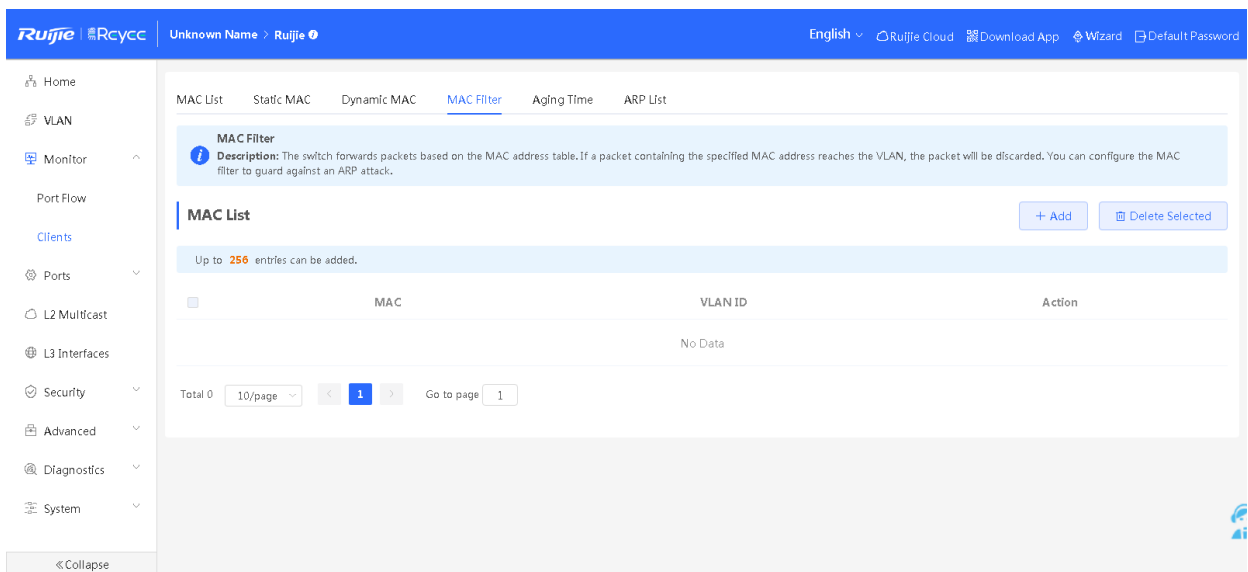 Ruijie | Rcycc
Unknown Name > Ruijie
English
Ruijie Cloud
Download App
Wizard
Default Password
Home
VLAN
Monitor
Port Flow
Clients
Ports
L2 Multicast
L3 Interfaces
Security
Advanced
Diagnostics
System
«Collapse
MAC List
Static MAC
Dynamic MAC
MAC Filter
Aging Time
ARP List
MAC Filter
Description: The switch forwards packets based on the MAC address table. If a packet containing the specified MAC address reaches the VLAN, the packet will be discarded. You can configure the MAC
filter to guard against an ARP attack.
MAC List
+ Add
Delete Selected
Up to 256 entries can be added.
MAC
VLAN ID
Action
No Data
Total 0
10/page
<
1
>
Go to page
1